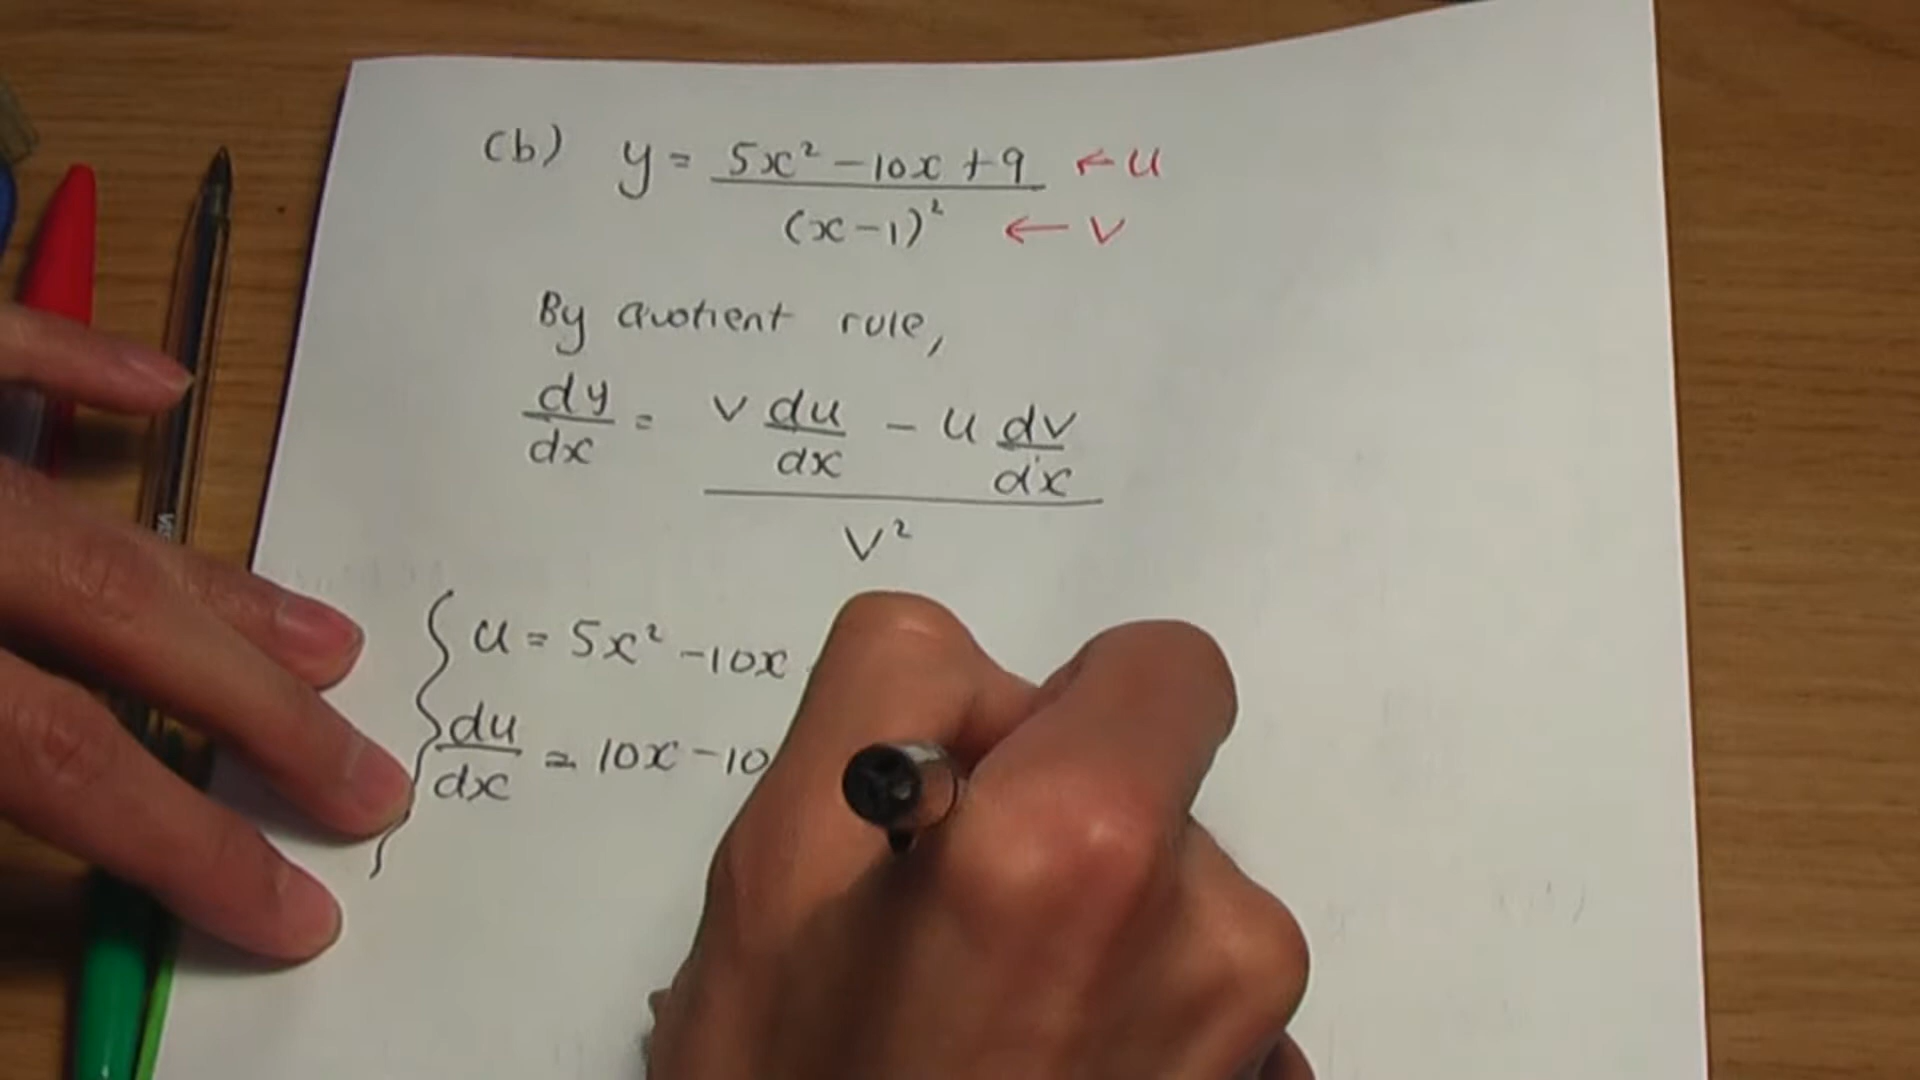 (b) y = 5x² - 10x + 9 ← u
(x - 1)² ← v
By quotient rule,
dy/dx = v du/dx - u dv/dx
v²
u = 5x² - 10x
du/dx = 10x - 10